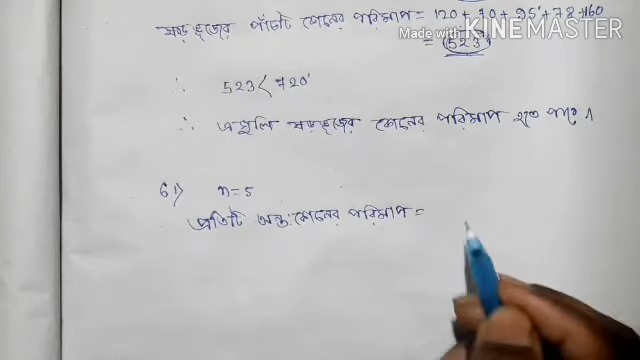 Made with KINEMASTER
ষড়ভুজের পাঁচটি কোনের পরিমাপ = 120 + 70 + 95° + 78 + 160
= 523°
∴ 523 < 720°
∴ এগুলি ষড়ভুজের কোনের পরিমাপ হতে পারে ।
6।) n = 5
প্রতিটি অন্তঃকোনের পরিমাপ =